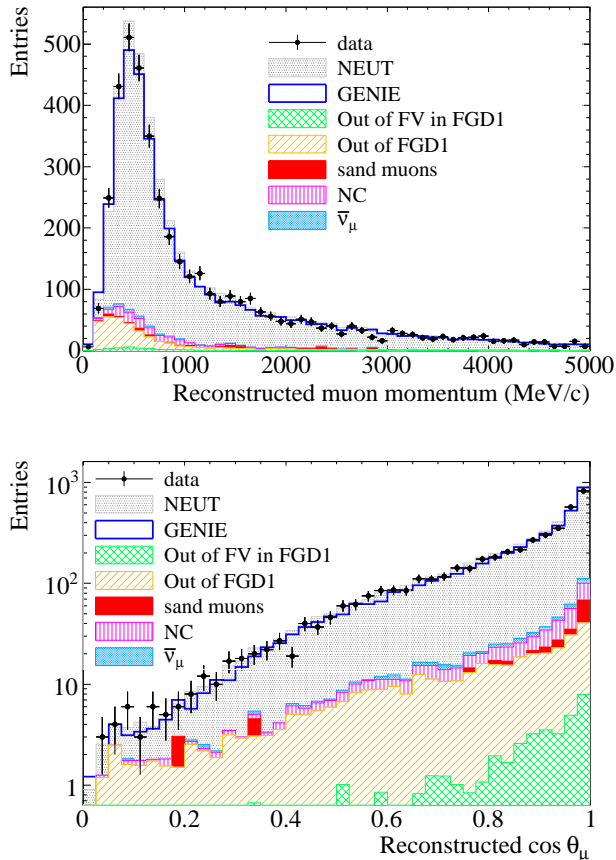 Entries
500
400
300
200
100
0
data
NEUT
GENIE
Out of FV in FGD1
Out of FGD1
sand muons
NC
ν̅μ
0 1000 2000 3000 4000 5000
Reconstructed muon momentum (MeV/c)
Entries
10³
10²
10
1
data
NEUT
GENIE
Out of FV in FGD1
Out of FGD1
sand muons
NC
ν̅μ
0 0.2 0.4 0.6 0.8 1
Reconstructed cos θμ